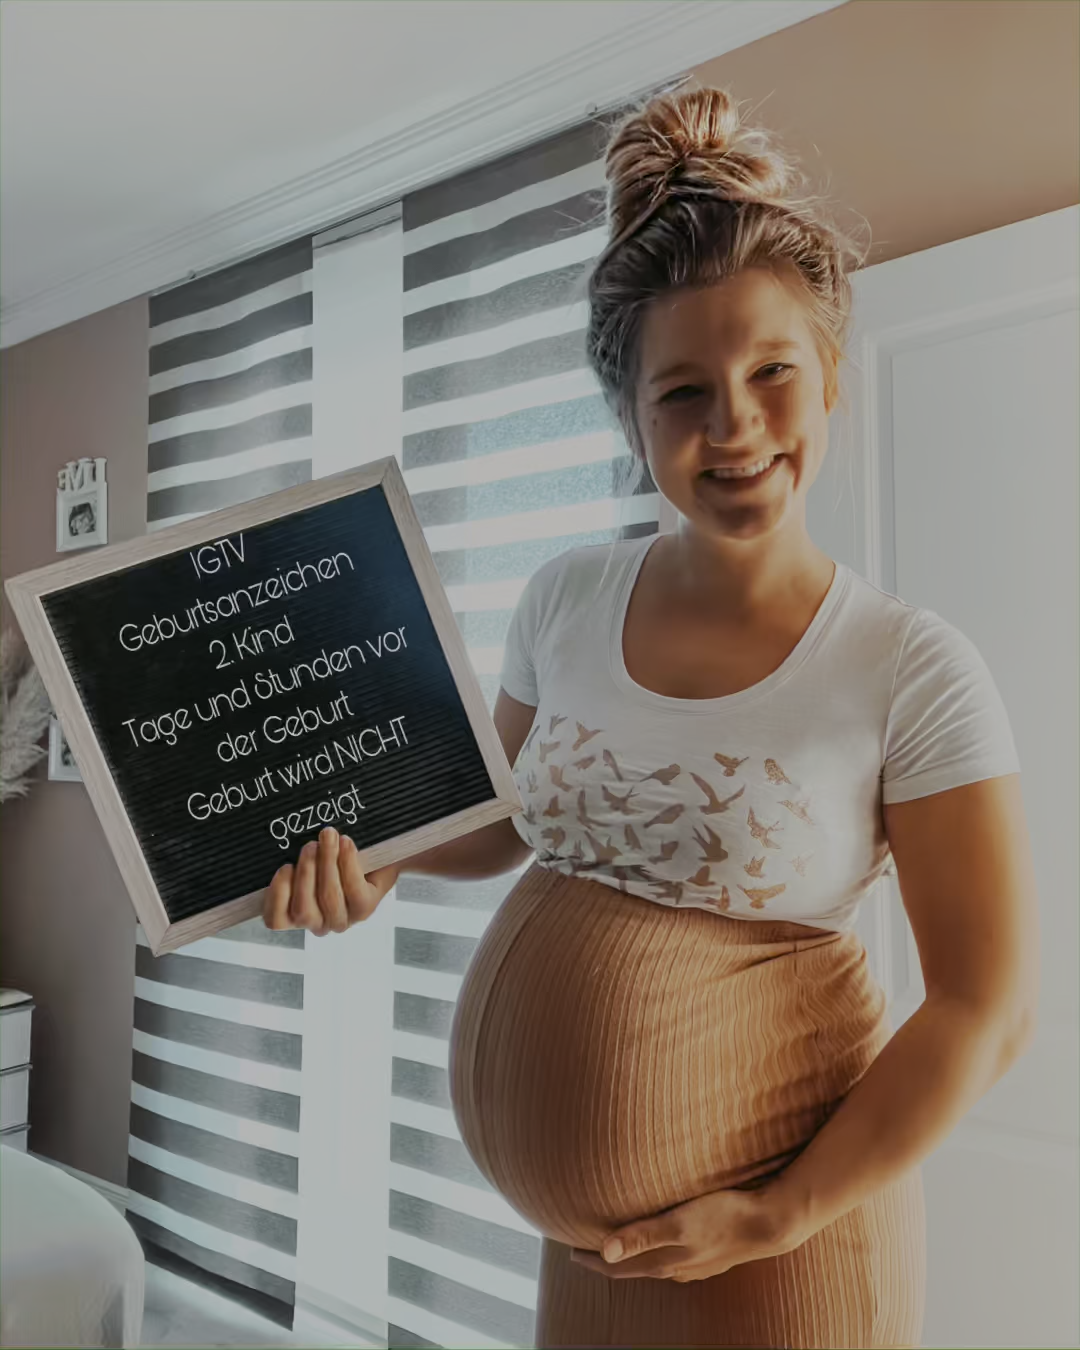 IGTV
Geburtsanzeichen
2. Kind
Tage und Stunden vor
der Geburt
Geburt wird NICHT
gezeigt